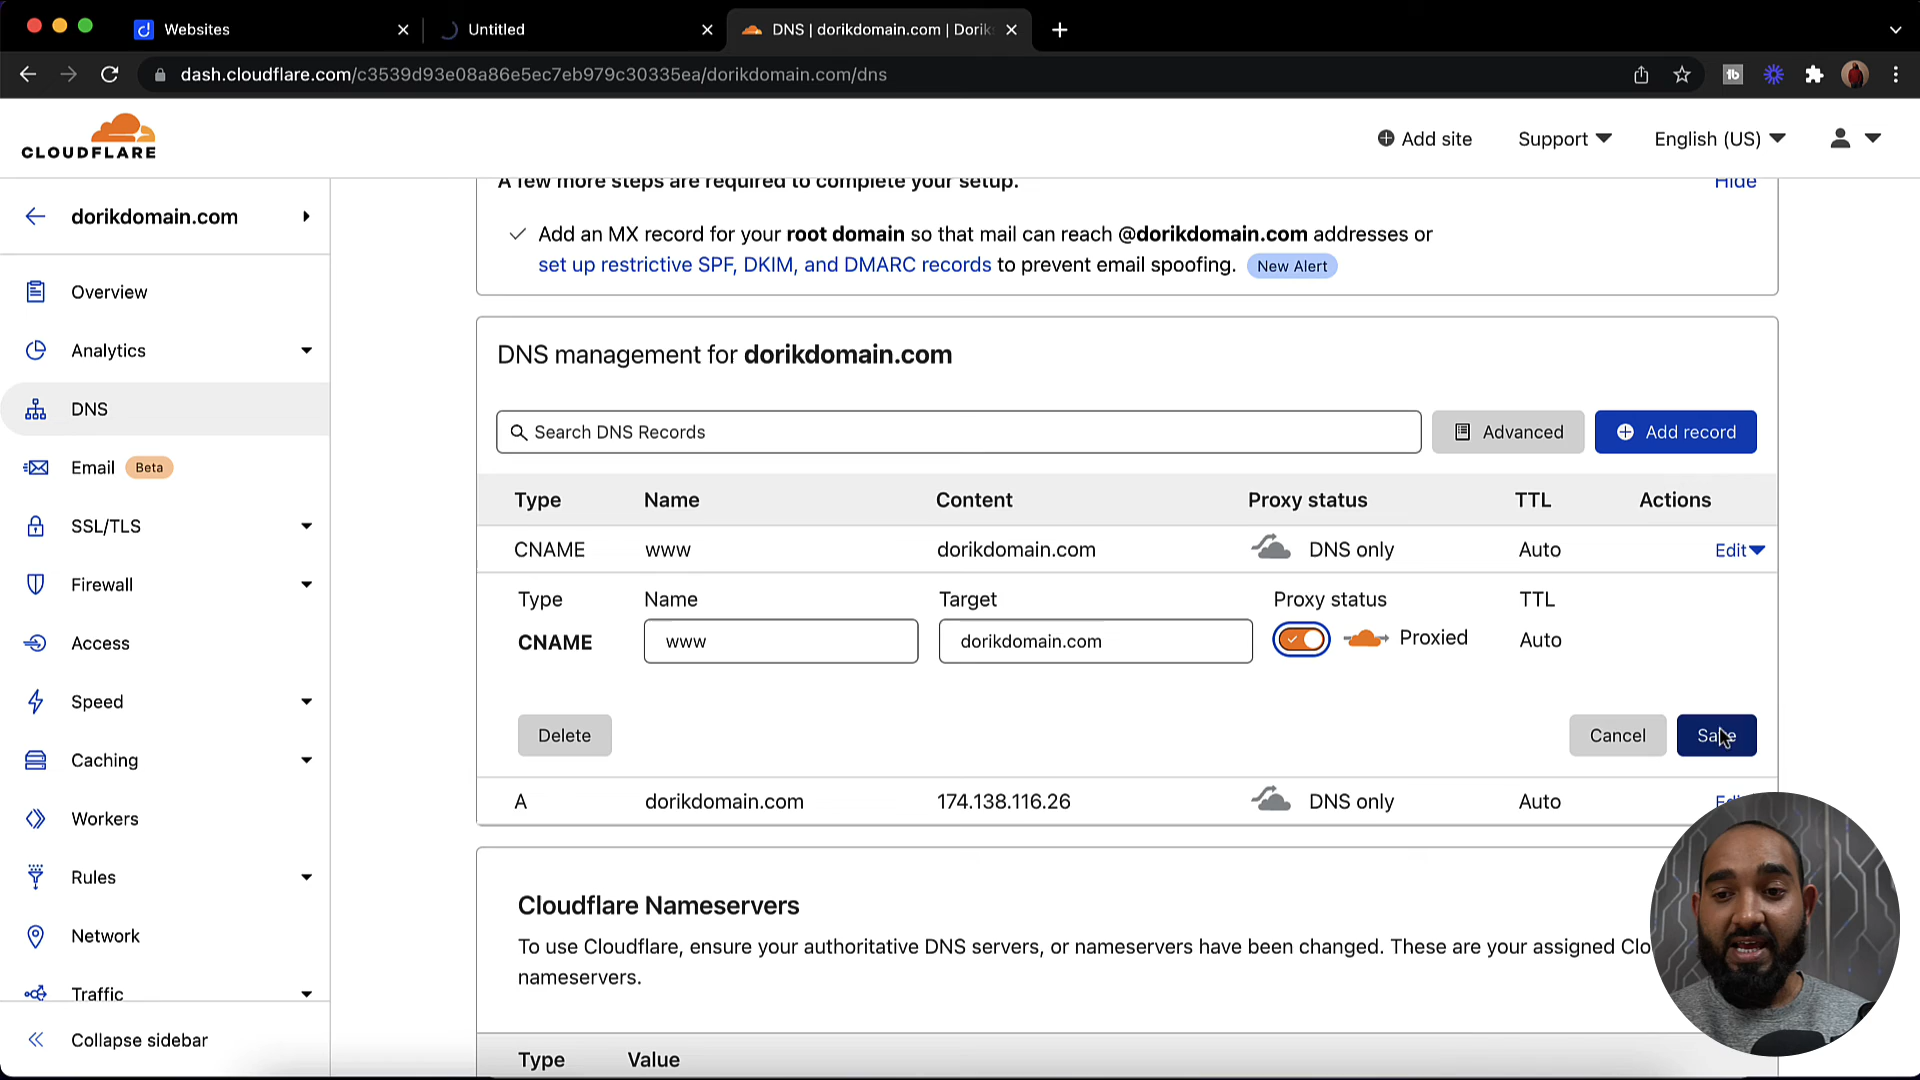 Websites
Untitled
DNS | dorikdomain.com | Dorik
dash.cloudflare.com/c3539d93e08a86e5ec7eb979c30335ea/dorikdomain.com/dns
CLOUDFLARE
Add site
Support
English (US)
dorikdomain.com
Overview
Analytics
DNS
Email Beta
SSL/TLS
Firewall
Access
Speed
Caching
Workers
Rules
Network
Traffic
Collapse sidebar
A few more steps are required to complete your setup.
Hide
Add an MX record for your root domain so that mail can reach @dorikdomain.com addresses or
set up restrictive SPF, DKIM, and DMARC records to prevent email spoofing. New Alert
DNS management for dorikdomain.com
Search DNS Records
Advanced
Add record
Type Name Content Proxy status TTL Actions
CNAME www dorikdomain.com DNS only Auto Edit
Type Name Target Proxy status TTL
CNAME www dorikdomain.com Proxied Auto
Delete
Cancel
Save
A dorikdomain.com 174.138.116.26 DNS only Auto Edit
Cloudflare Nameservers
To use Cloudflare, ensure your authoritative DNS servers, or nameservers have been changed. These are your assigned Clo
nameservers.
Type Value